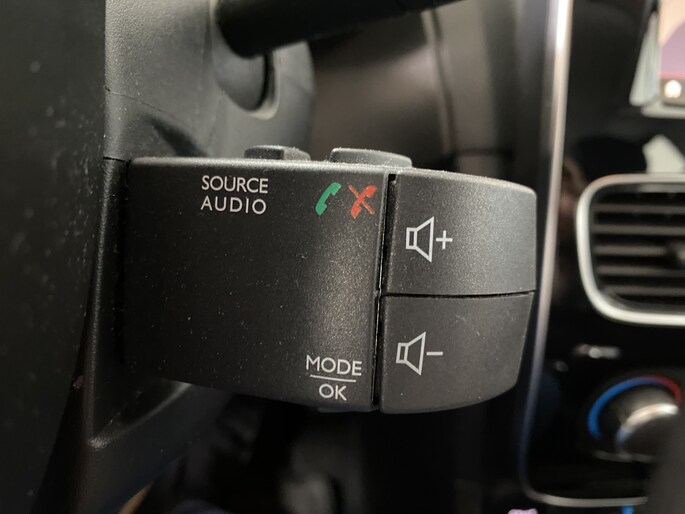 SOURCE
AUDIO
+
-
MODE
OK